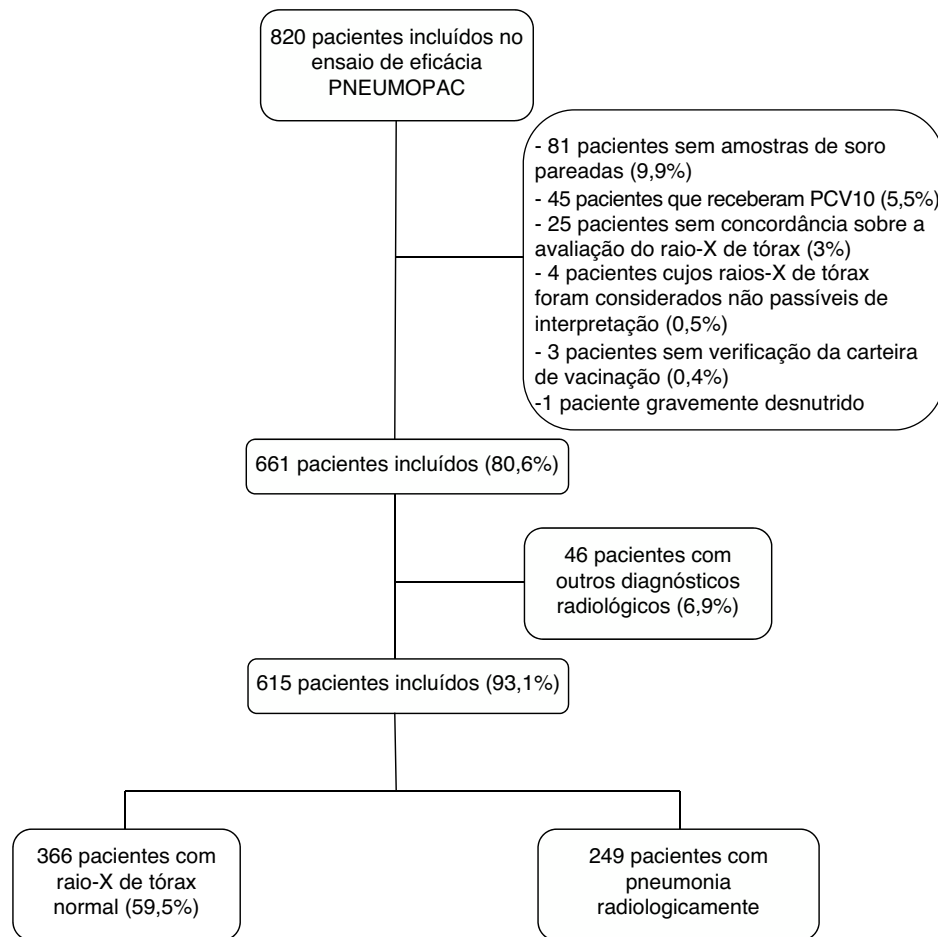 820 pacientes incluídos no
ensaio de eficácia
PNEUMOPAC
- 81 pacientes sem amostras de soro
pareadas (9,9%)
- 45 pacientes que receberam PCV10 (5,5%)
- 25 pacientes sem concordância sobre a
avaliação do raio-X de tórax (3%)
- 4 pacientes cujos raios-X de tórax
foram considerados não passíveis de
interpretação (0,5%)
- 3 pacientes sem verificação da carteira
de vacinação (0,4%)
-1 paciente gravemente desnutrido
661 pacientes incluídos (80,6%)
46 pacientes com
outros diagnósticos
radiológicos (6,9%)
615 pacientes incluídos (93,1%)
366 pacientes com
raio-X de tórax
normal (59,5%)
249 pacientes com
pneumonia
radiologicamente